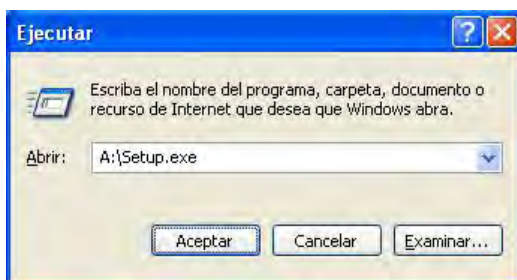 Ejecutar
Escriba el nombre del programa, carpeta, documento o
recurso de Internet que desea que Windows abra.
Abrir: A:\Setup.exe
Aceptar Cancelar Examinar...